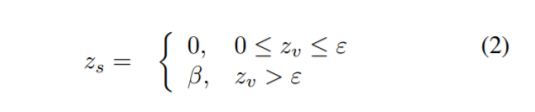 z_s = { 0, 0 ≤ z_v ≤ ε (2)
β, z_v > ε